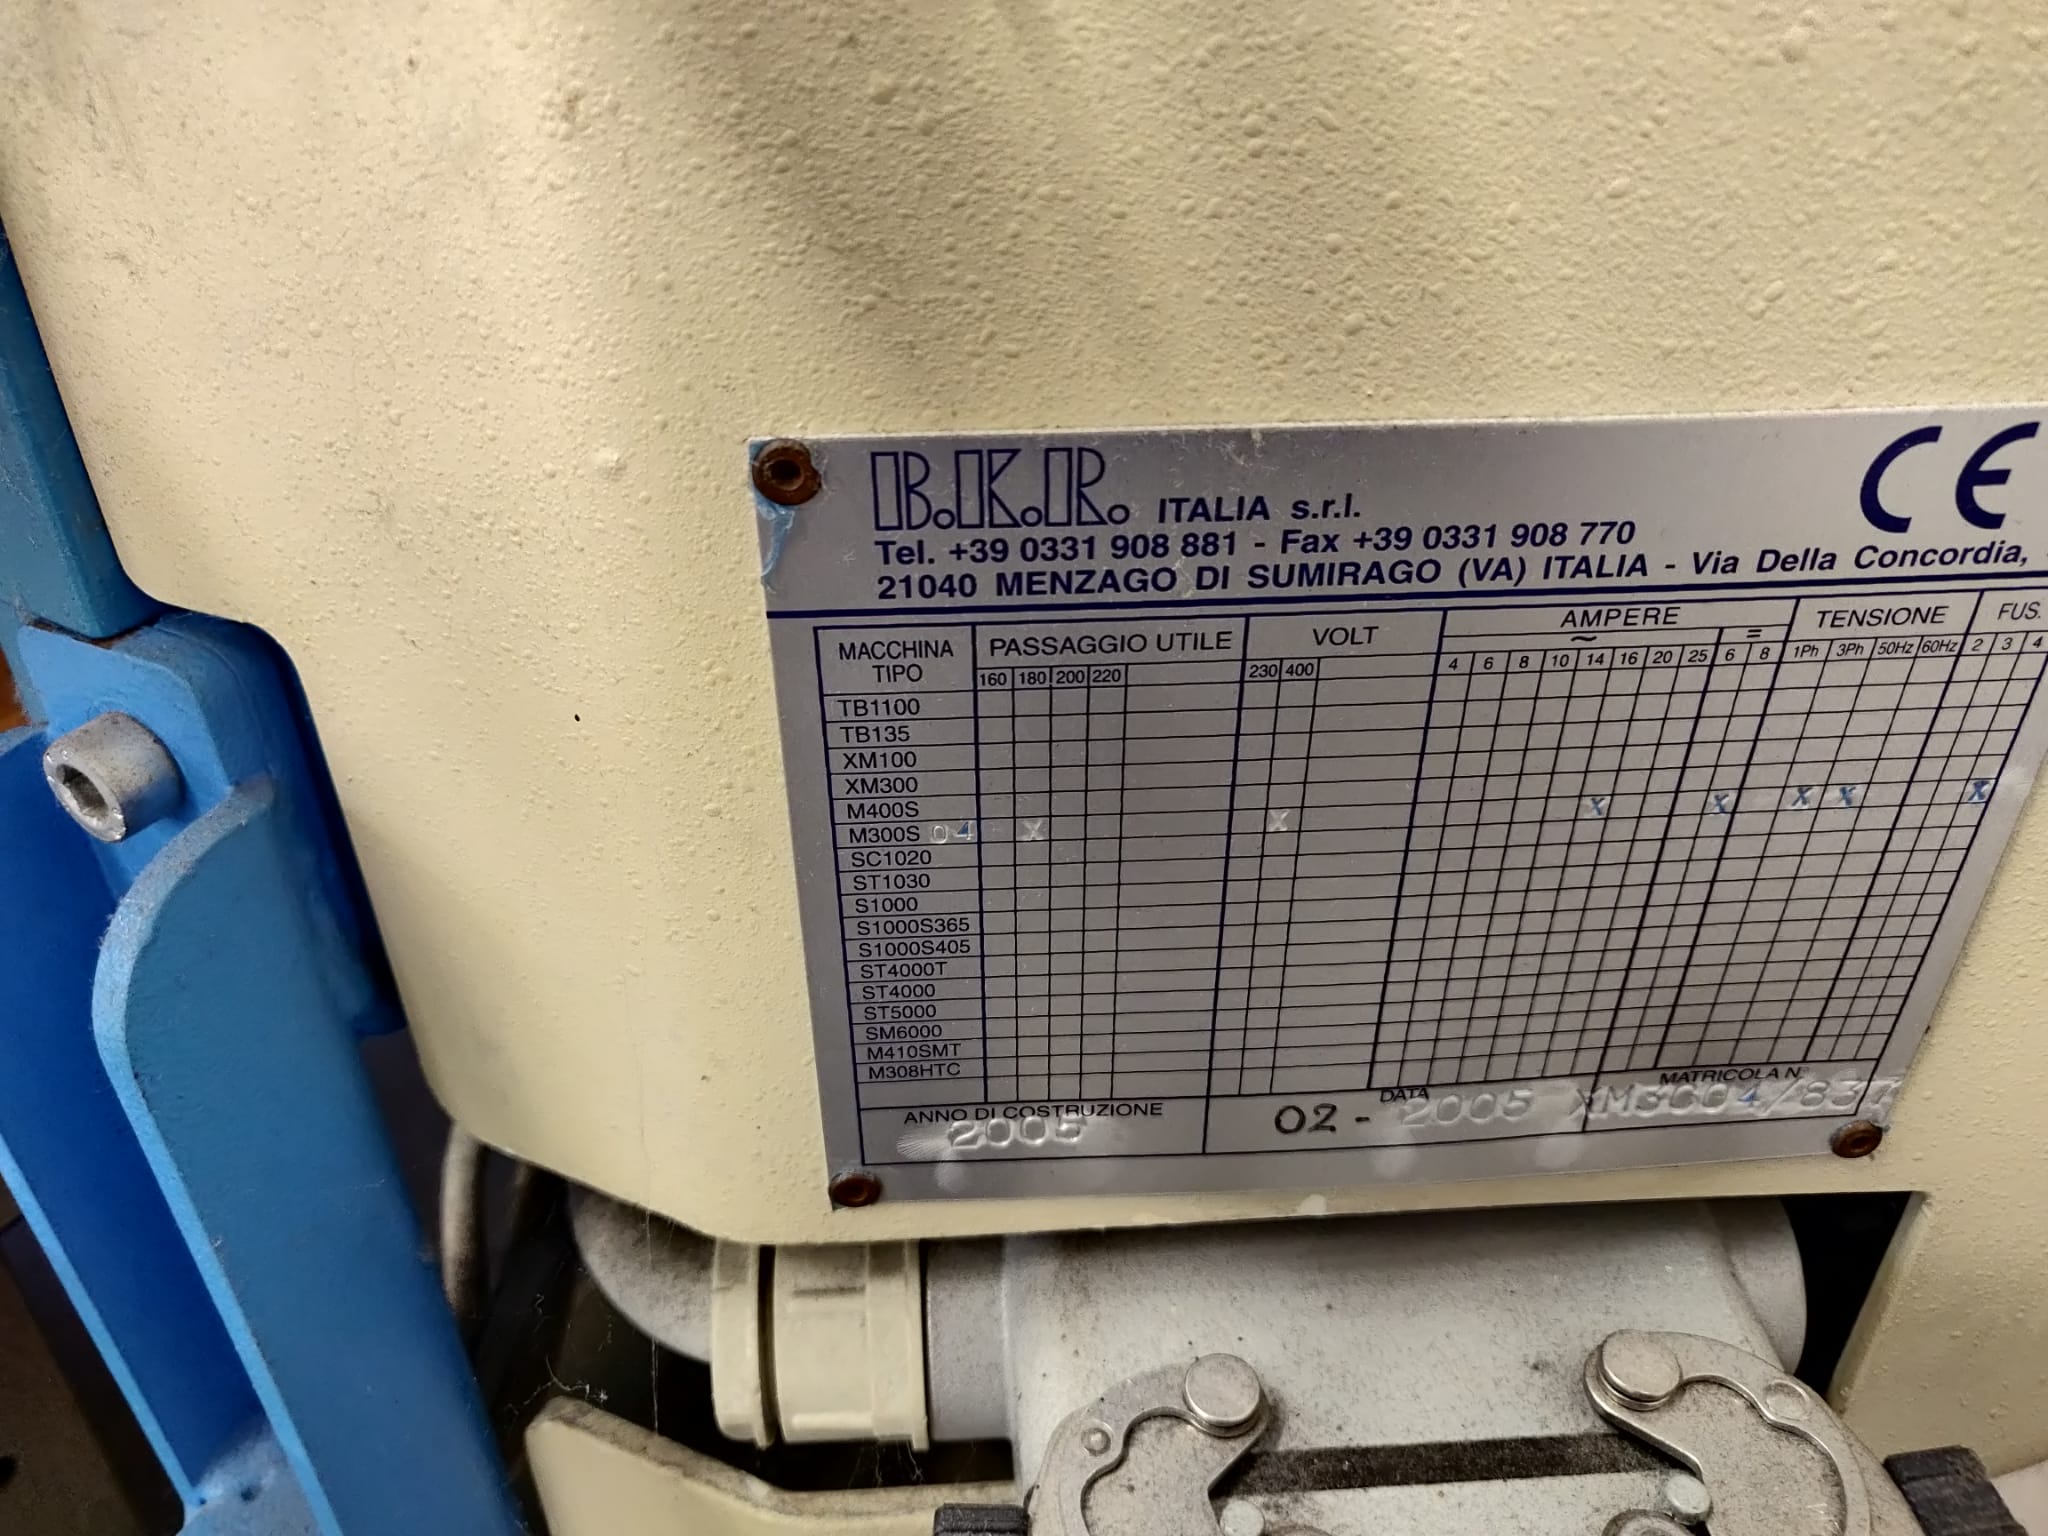 B.K.R. ITALIA s.r.l.
CE
Tel. +39 0331 908 881 - Fax +39 0331 908 770
21040 MENZAGO DI SUMIRAGO (VA) ITALIA - Via Della Concordia,
MACCHINA TIPO PASSAGGIO UTILE VOLT AMPERE TENSIONE FUS.
~ =
160 180 200 220 230 400 4 6 8 10 14 16 20 25 6 8 1Ph 3Ph 50Hz 60Hz 2 3 4
TB1100
TB135
XM100
XM300
M400S
M300S 04 X X X X X X X
SC1020
ST1030
S1000
S1000S365
S1000S405
ST4000T
ST4000
ST5000
SM6000
M410SMT
M308HTC
ANNO DI COSTRUZIONE DATA MATRICOLA N°
2005 02 - 2005 XM3004/837